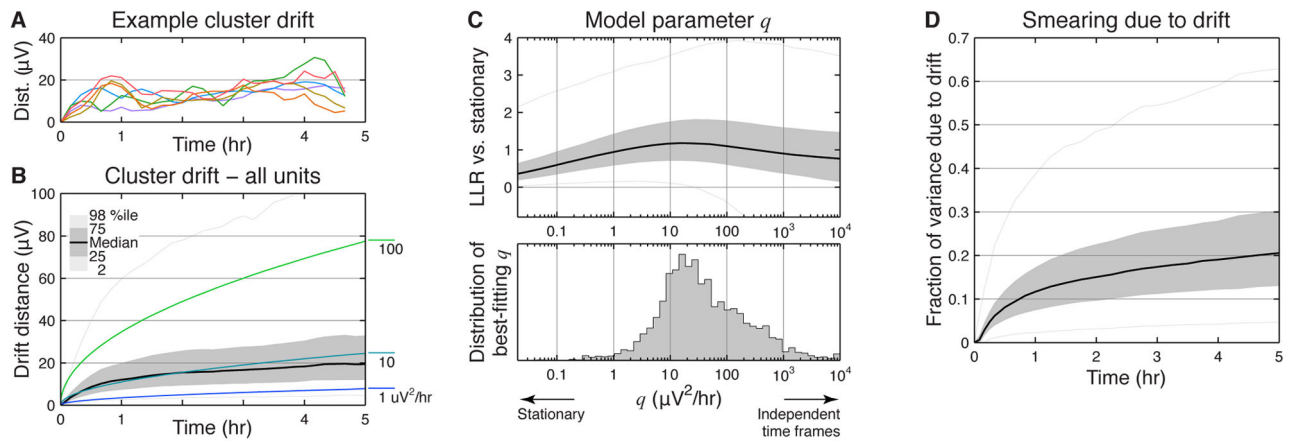 A Example cluster drift
Dist. (µV)
40
20
0
0 1 2 3 4 5
Time (hr)
B Cluster drift – all units
Drift distance (µV)
100
80
60
40
20
0
98 %ile
75
Median
25
2
100
10
1 uV²/hr
0 1 2 3 4 5
Time (hr)
C Model parameter q
LLR vs. stationary
4
3
2
1
0
0.1 1 10 100 10³ 10⁴
Distribution of
best-fitting q
0.1 1 10 100 10³ 10⁴
q (µV²/hr)
Stationary
Independent
time frames
D Smearing due to drift
Fraction of variance due to drift
0.7
0.6
0.5
0.4
0.3
0.2
0.1
0
0 1 2 3 4 5
Time (hr)